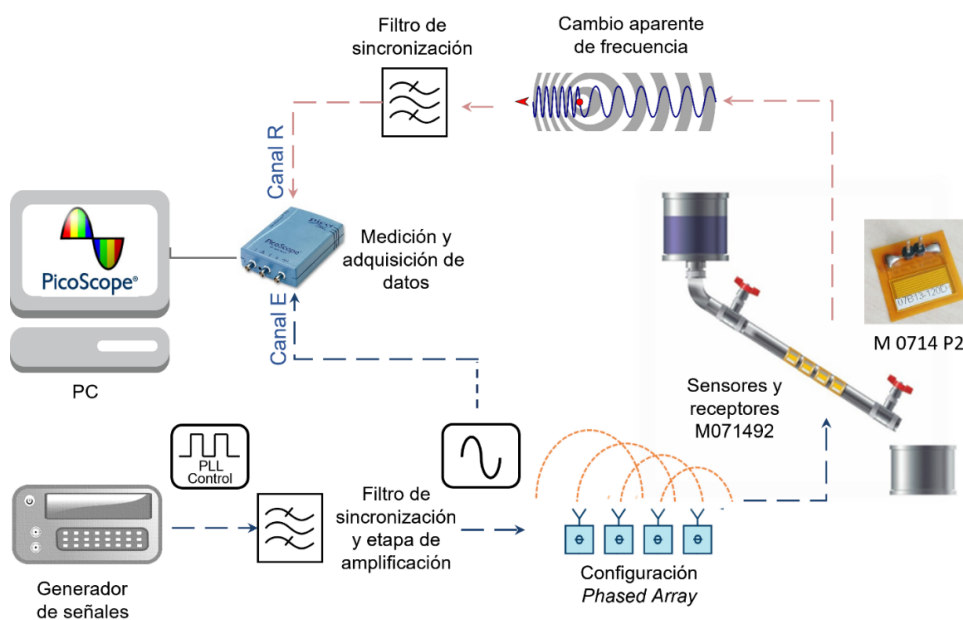 Filtro de
sincronización
Cambio aparente
de frecuencia
Canal R
PicoScope®
PicoScope
Medición y
adquisición de
datos
Canal E
PC
M 0714 P2
Sensores y
receptores
M071492
PLL
Control
Filtro de
sincronización
y etapa de
amplificación
Generador
de señales
Configuración
Phased Array